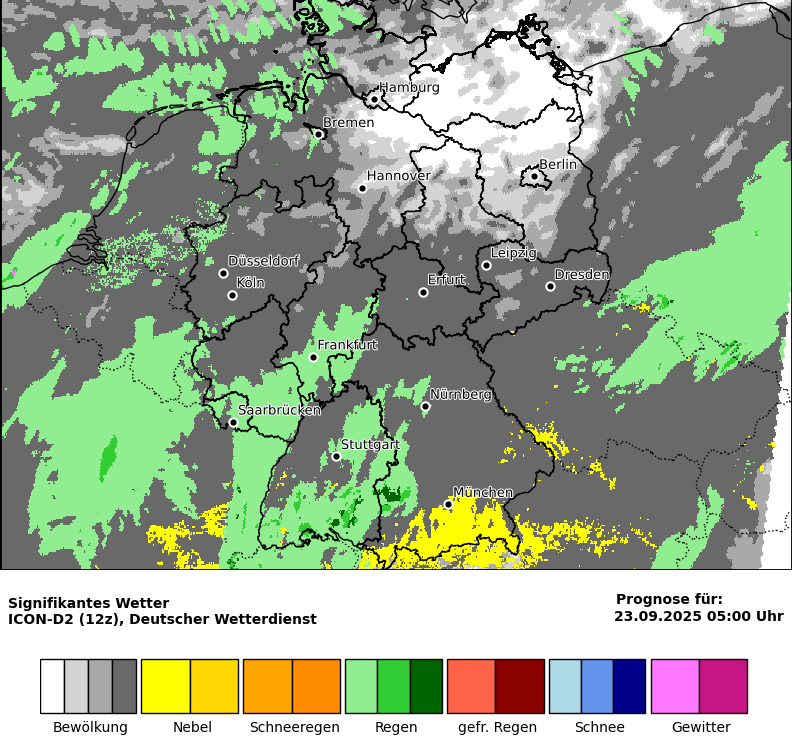 Hamburg
Bremen
Berlin
Hannover
Leipzig
Düsseldorf
Dresden
Köln
Erfurt
Frankfurt
Nürnberg
Saarbrücken
Stuttgart
München
Signifikantes Wetter
ICON-D2 (12z), Deutscher Wetterdienst
Prognose für:
23.09.2025 05:00 Uhr
Bewölkung
Nebel
Schneeregen
Regen
gefr. Regen
Schnee
Gewitter